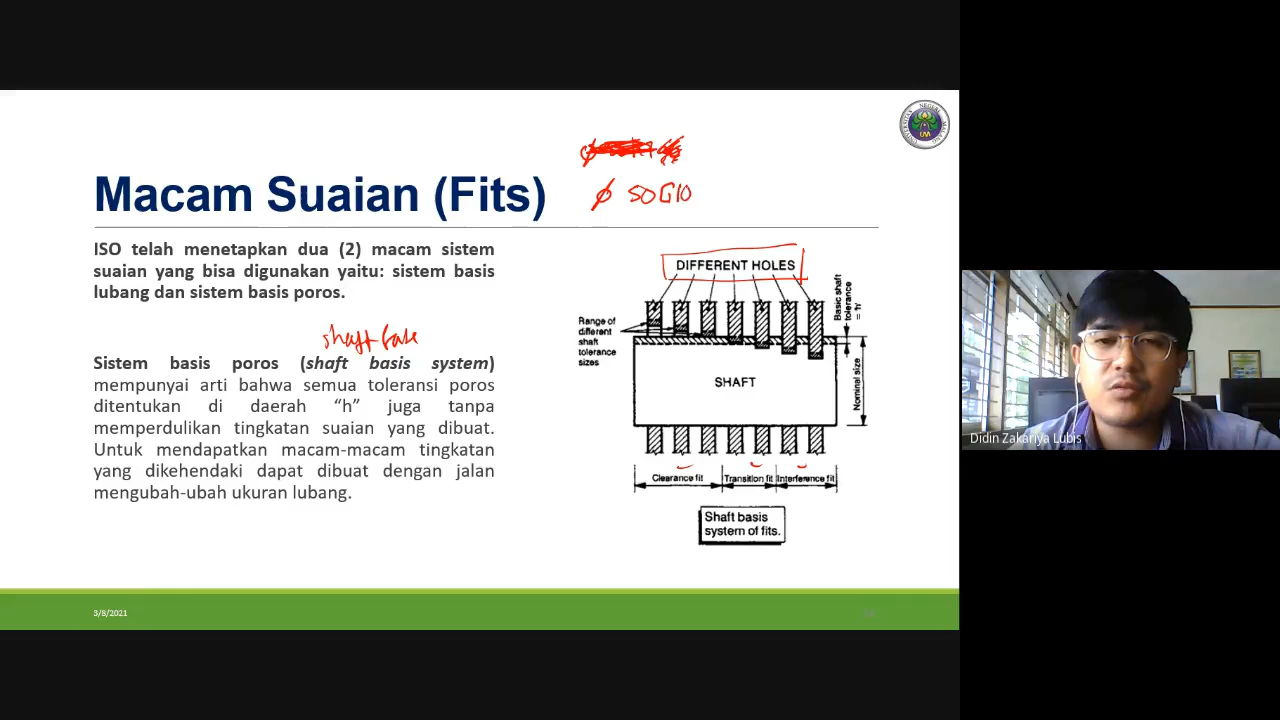 Macam Suaian (Fits)
ø 50G10
ISO telah menetapkan dua (2) macam sistem
suaian yang bisa digunakan yaitu: sistem basis
lubang dan sistem basis poros.
shaft base
Sistem basis poros (shaft basis system)
mempunyai arti bahwa semua toleransi poros
ditentukan di daerah “h” juga tanpa
memperdulikan tingkatan suaian yang dibuat.
Untuk mendapatkan macam-macam tingkatan
yang dikehendaki dapat dibuat dengan jalan
mengubah-ubah ukuran lubang.
DIFFERENT HOLES
Range of
different
shaft
tolerance
sizes
Basic shaft
tolerance
= 'h'
SHAFT
Nominal size
Clearance fit
Transition fit
Interference fit
Shaft basis
system of fits.
3/8/2021
UNIVERSITAS NEGERI MALANG
UM
Didin Zakariya Lubis